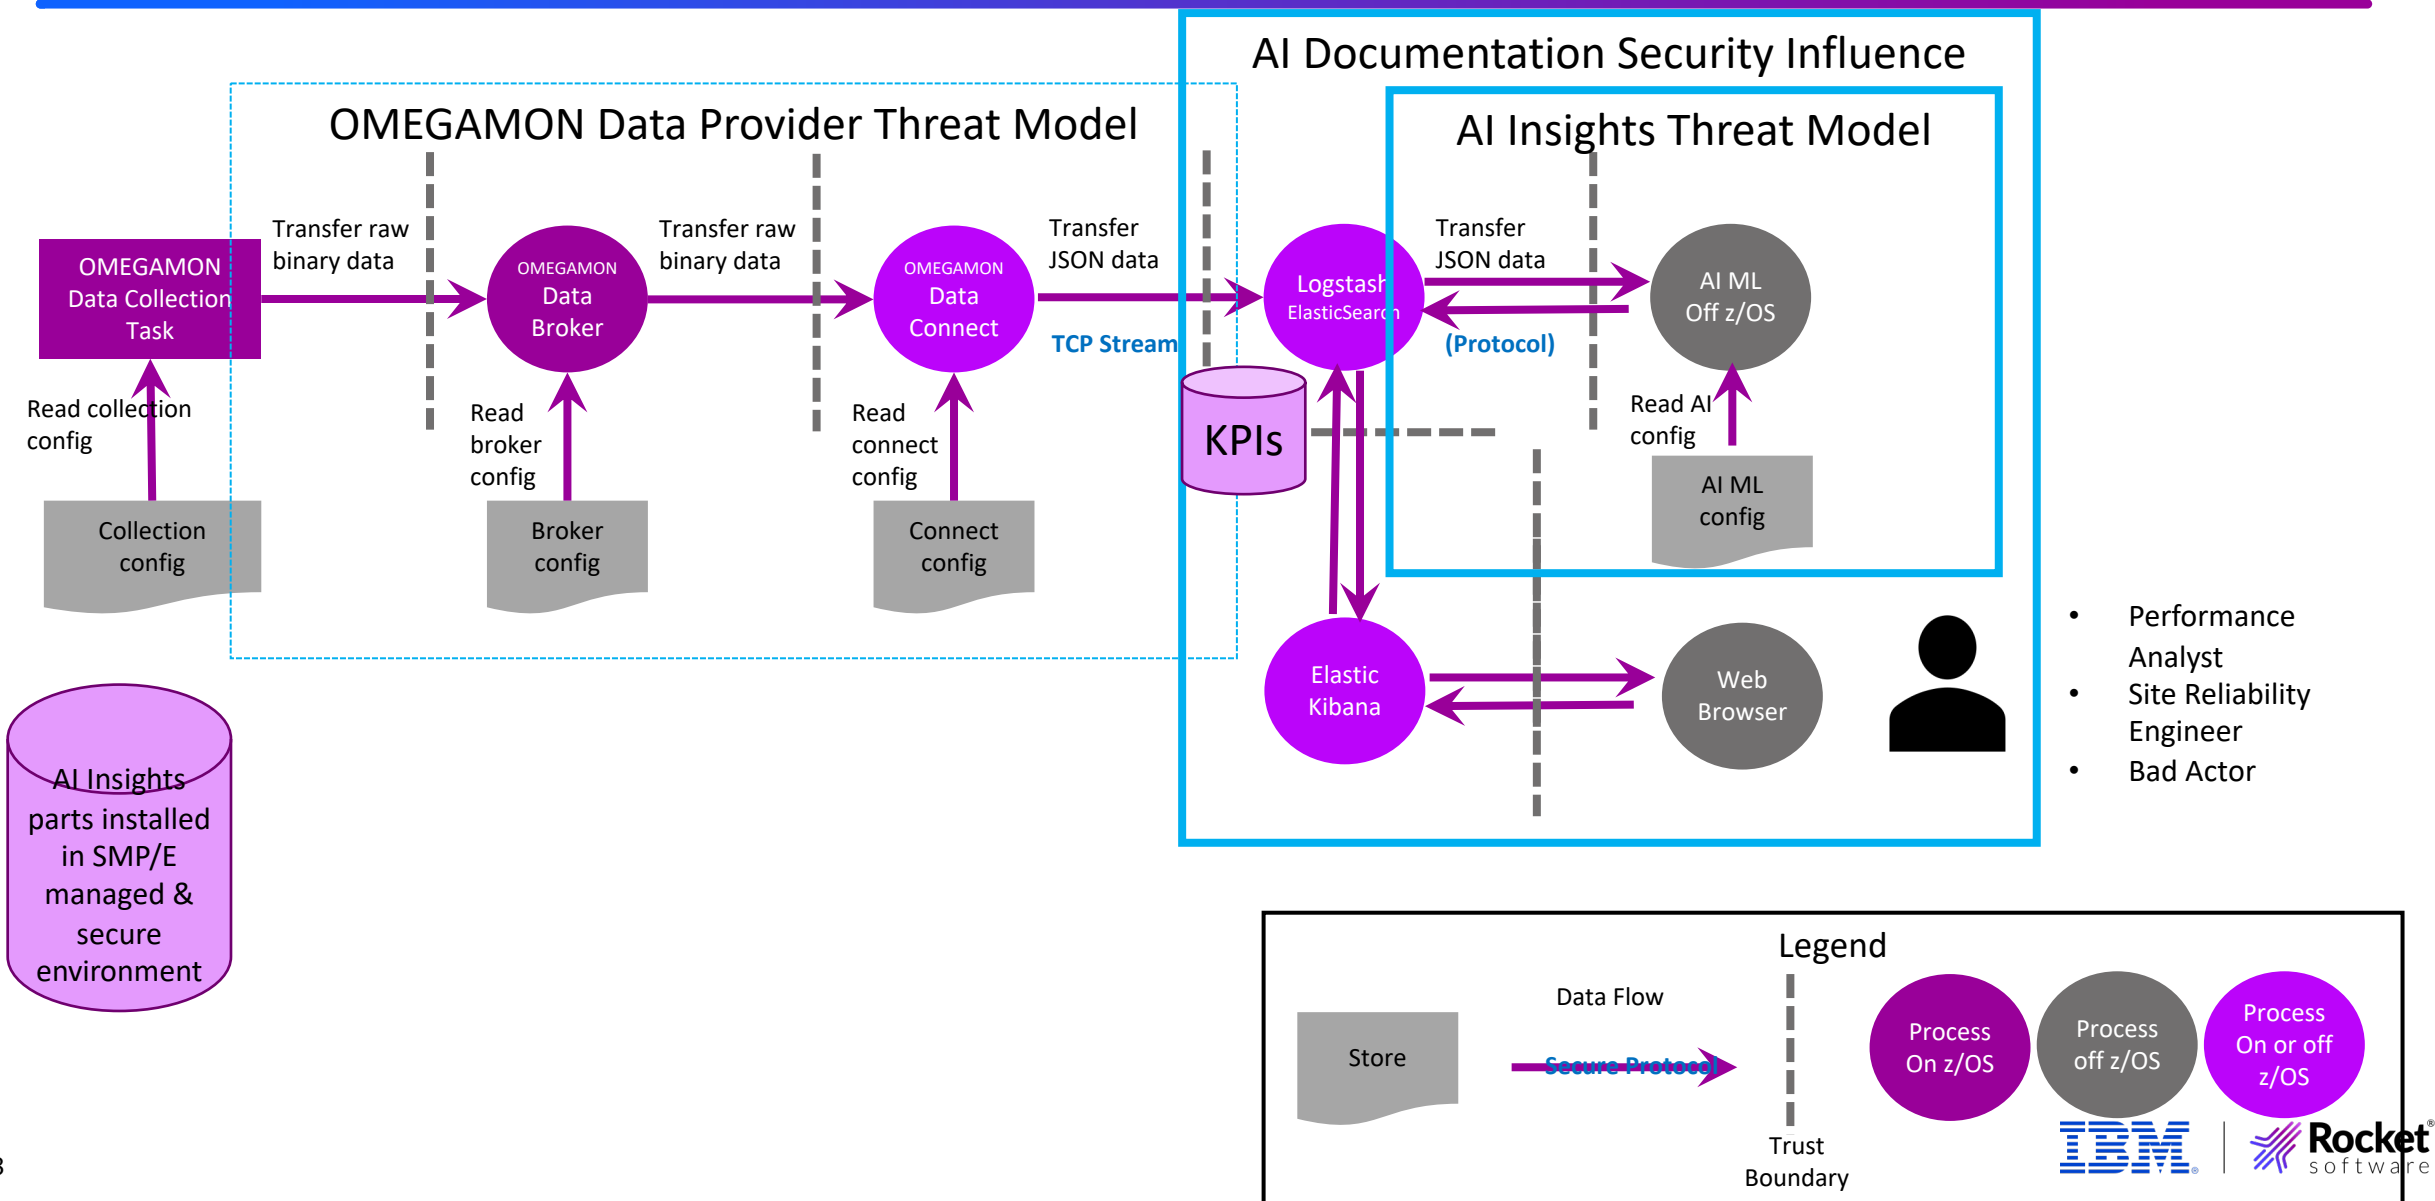 AI Documentation Security Influence
OMEGAMON Data Provider Threat Model
AI Insights Threat Model
OMEGAMON
Data Collection
Task
Transfer raw
binary data
OMEGAMON
Data
Broker
Transfer raw
binary data
OMEGAMON
Data
Connect
Transfer
JSON data
TCP Stream
Logstash
ElasticSearch
Transfer
JSON data
(Protocol)
AI ML
Off z/OS
Read collection
config
Read
broker
config
Read
connect
config
KPIs
Read AI
config
Collection
config
Broker
config
Connect
config
AI ML
config
Elastic
Kibana
Web
Browser
• Performance
Analyst
• Site Reliability
Engineer
• Bad Actor
AI Insights
parts installed
in SMP/E
managed &
secure
environment
Legend
Store
Data Flow
Secure Protocol
Trust
Boundary
Process
On z/OS
Process
off z/OS
Process
On or off
z/OS
IBM®
Rocket®
software